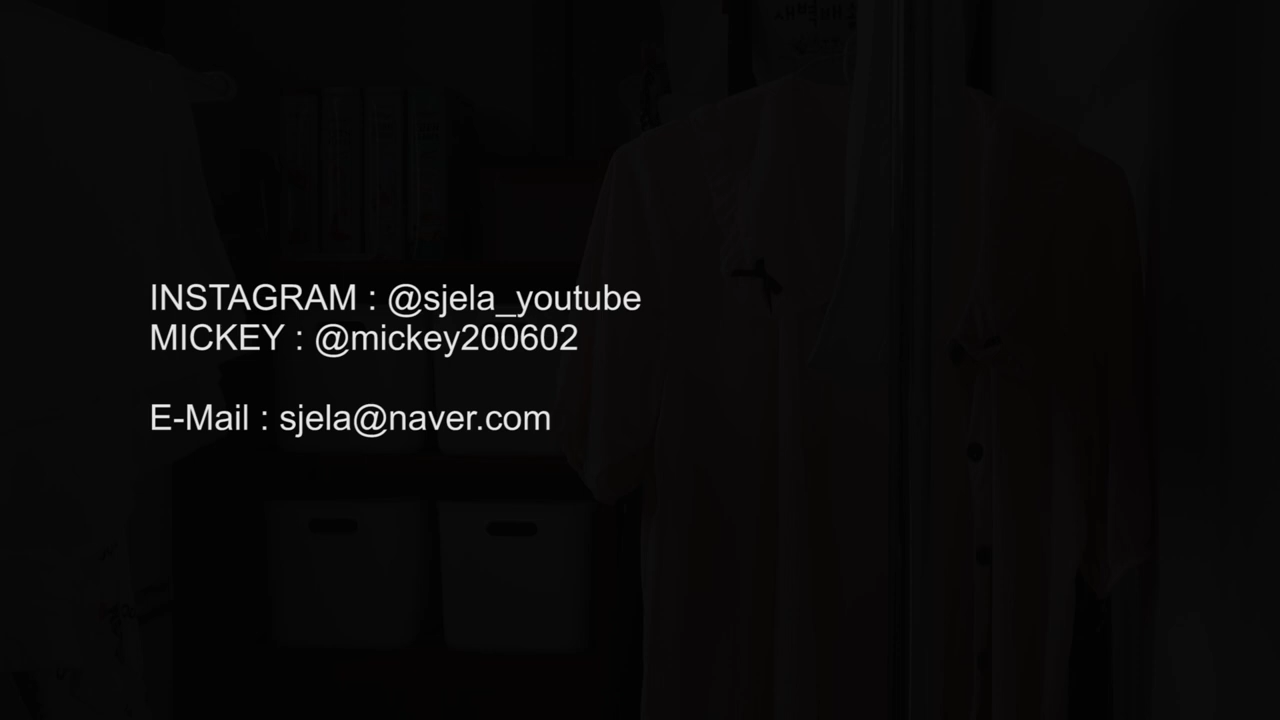 INSTAGRAM : @sjela_youtube
MICKEY : @mickey200602
E-Mail : sjela@naver.com